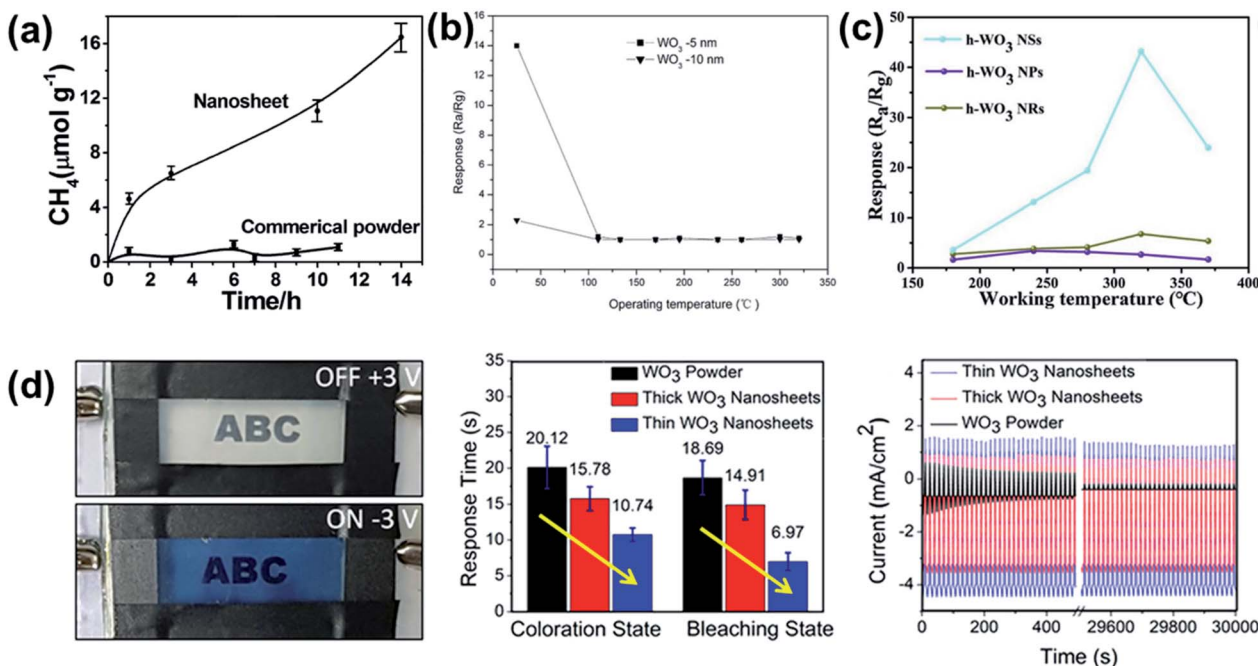 (a)
CH₄(μmol g⁻¹)
16
12
8
4
0
Nanosheet
Commerical powder
0 2 4 6 8 10 12 14
Time/h
(b)
Response (Ra/Rg)
16
14
12
10
8
6
4
2
0
WO₃ -5 nm
WO₃ -10 nm
0 50 100 150 200 250 300 350
Operating temperature (℃)
(c)
Response (Rₐ/R₉)
50
40
30
20
10
0
h-WO₃ NSs
h-WO₃ NPs
h-WO₃ NRs
150 200 250 300 350 400
Working temperature (°C)
(d)
OFF +3 V
ABC
ON -3 V
ABC
Response Time (s)
35
30
25
20
15
10
5
0
WO₃ Powder
Thick WO₃ Nanosheets
Thin WO₃ Nanosheets
20.12
15.78
10.74
18.69
14.91
6.97
Coloration State Bleaching State
Current (mA/cm²)
4
2
0
-2
-4
Thin WO₃ Nanosheets
Thick WO₃ Nanosheets
WO₃ Powder
0 200 400 29600 29800 30000
Time (s)